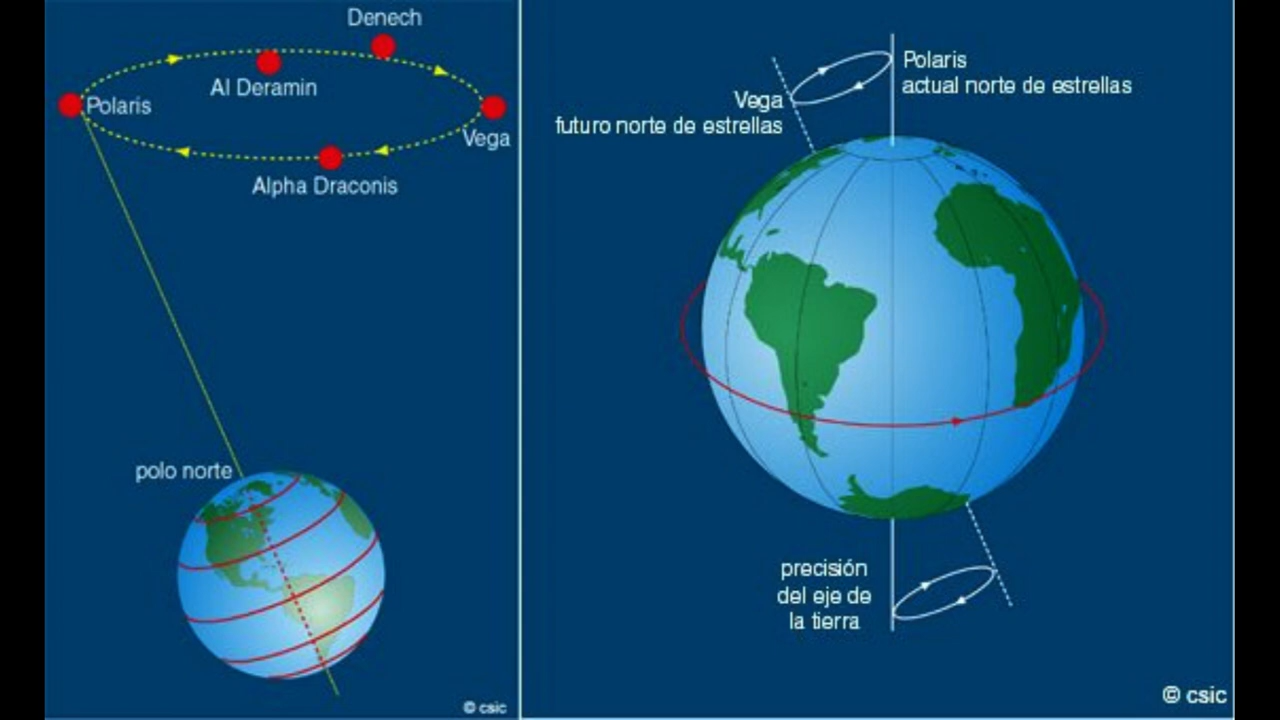 Denech
Al Deramin
Polaris
Vega
Alpha Draconis
polo norte
© csic
Polaris
actual norte de estrellas
Vega
futuro norte de estrellas
precisión
del eje de
la tierra
© csic